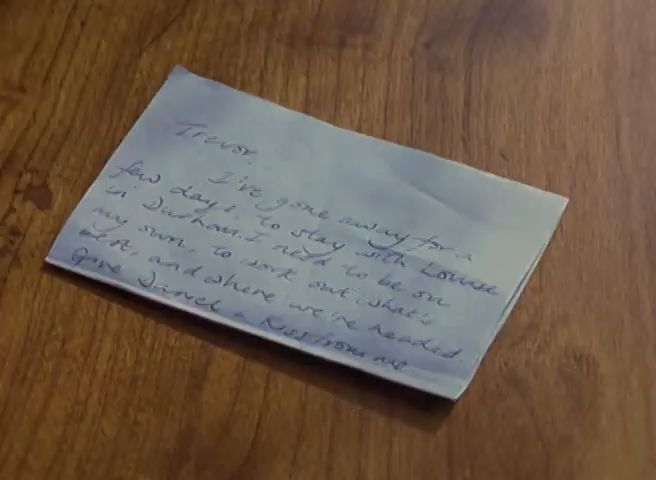 Trevor.
I've gone away for a
few days. to stay with Louise
in Durham. I need to be on
my own. to work out what's
been, and where we're headed
Give Daniel a kiss from me